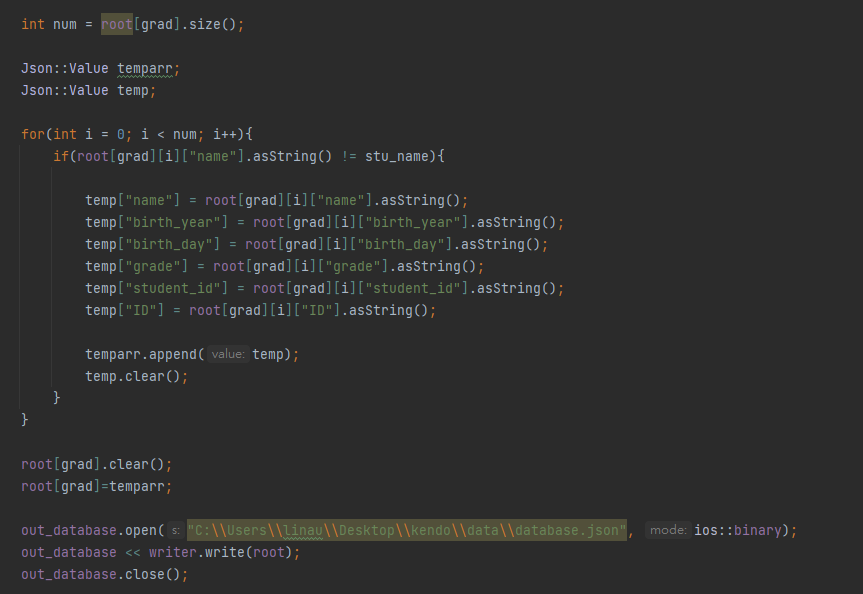 int num = root[grad].size();
Json::Value temparr;
Json::Value temp;
for(int i = 0; i < num; i++){
if(root[grad][i]["name"].asString() != stu_name){
temp["name"] = root[grad][i]["name"].asString();
temp["birth_year"] = root[grad][i]["birth_year"].asString();
temp["birth_day"] = root[grad][i]["birth_day"].asString();
temp["grade"] = root[grad][i]["grade"].asString();
temp["student_id"] = root[grad][i]["student_id"].asString();
temp["ID"] = root[grad][i]["ID"].asString();
temparr.append( value: temp);
temp.clear();
}
}
root[grad].clear();
root[grad]=temparr;
out_database.open( s: "C:\\Users\\linau\\Desktop\\kendo\\data\\database.json", mode: ios::binary);
out_database << writer.write(root);
out_database.close();